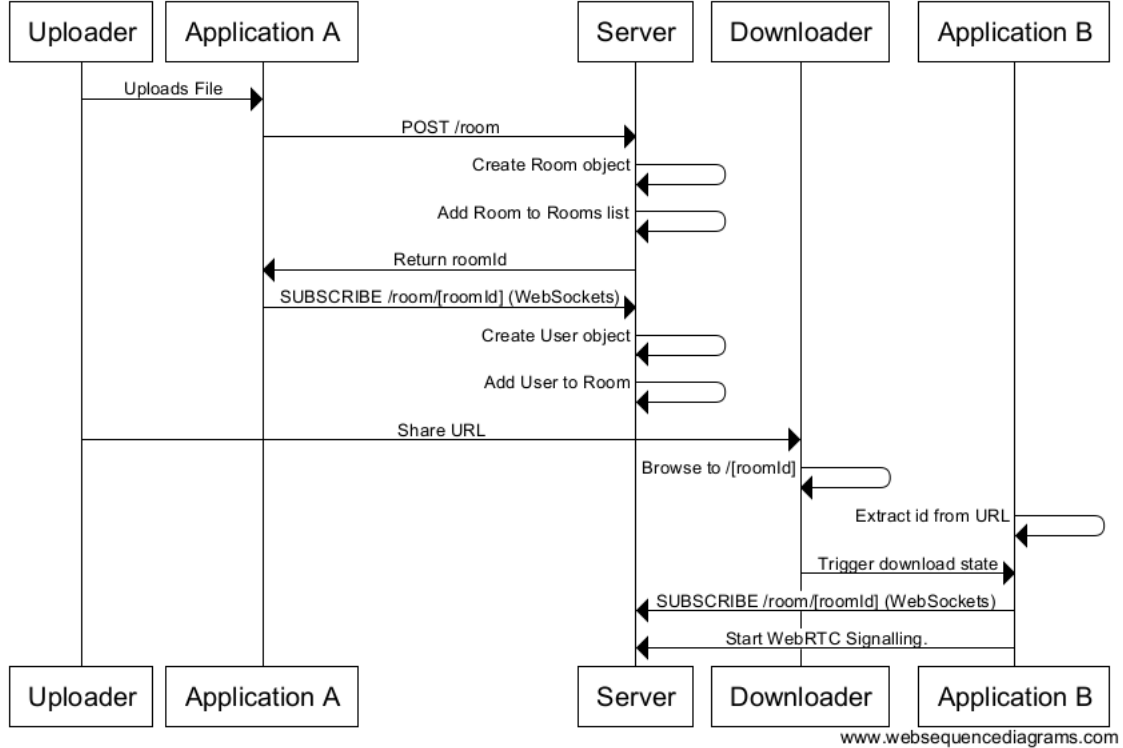 Uploader
Application A
Server
Downloader
Application B
Uploads File
POST /room
Create Room object
Add Room to Rooms list
Return roomId
SUBSCRIBE /room/[roomId] (WebSockets)
Create User object
Add User to Room
Share URL
Browse to /[roomId]
Extract id from URL
Trigger download state
SUBSCRIBE /room/[roomId] (WebSockets)
Start WebRTC Signalling.
Uploader
Application A
Server
Downloader
Application B
www.websequencediagrams.com